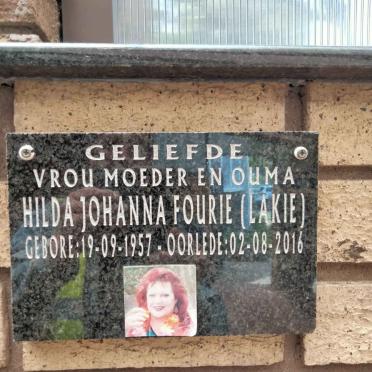 GELIEFDE
VROU MOEDER EN OUMA
HILDA JOHANNA FOURIE (LAKIE)
GEBORE:19-09-1957 - OORLEDE:02-08-2016